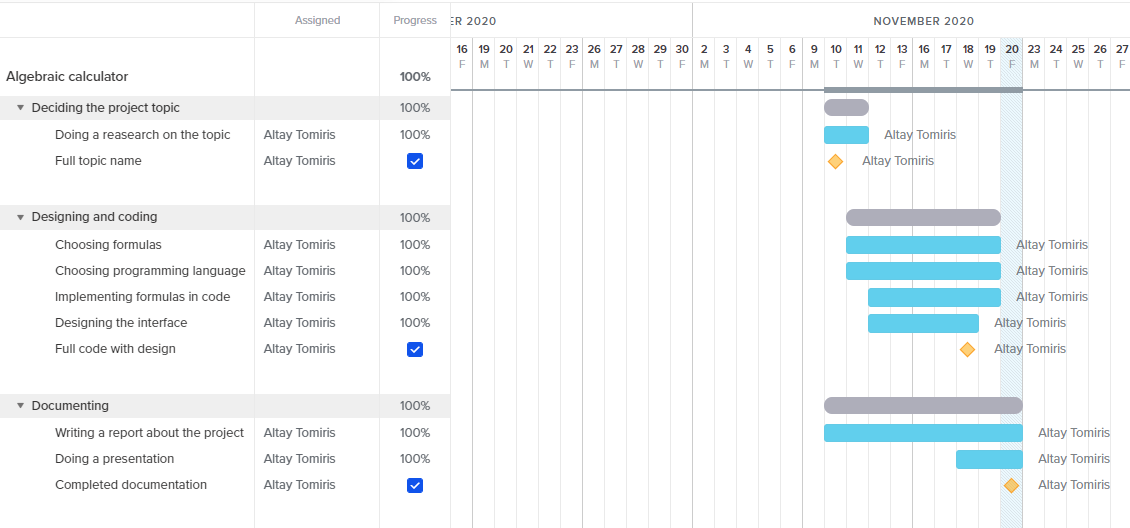 Assigned Progress ER 2020 NOVEMBER 2020
16 19 20 21 22 23 26 27 28 29 30 2 3 4 5 6 9 10 11 12 13 16 17 18 19 20 23 24 25 26 27
F M T W T F M T W T F M T W T F M T W T F M T W T F M T W T F
Algebraic calculator 100%
Deciding the project topic 100%
Doing a reasearch on the topic Altay Tomiris 100% Altay Tomiris
Full topic name Altay Tomiris Altay Tomiris
Designing and coding 100%
Choosing formulas Altay Tomiris 100% Altay Tomiris
Choosing programming language Altay Tomiris 100% Altay Tomiris
Implementing formulas in code Altay Tomiris 100% Altay Tomiris
Designing the interface Altay Tomiris 100% Altay Tomiris
Full code with design Altay Tomiris Altay Tomiris
Documenting 100%
Writing a report about the project Altay Tomiris 100% Altay Tomiris
Doing a presentation Altay Tomiris 100% Altay Tomiris
Completed documentation Altay Tomiris Altay Tomiris